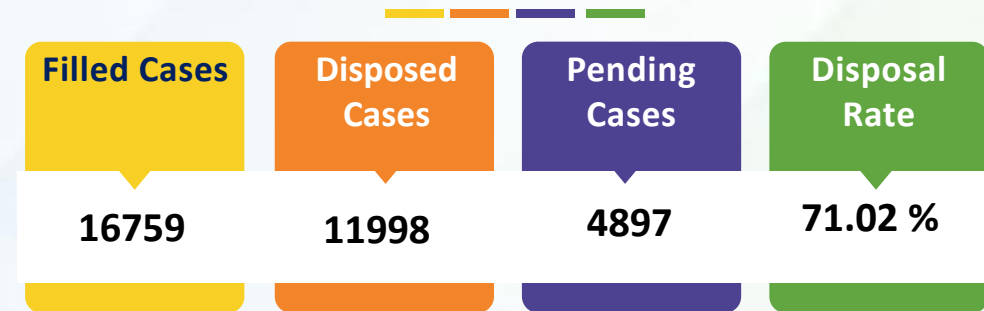 Filled Cases
16759
Disposed
Cases
11998
Pending
Cases
4897
Disposal
Rate
71.02 %